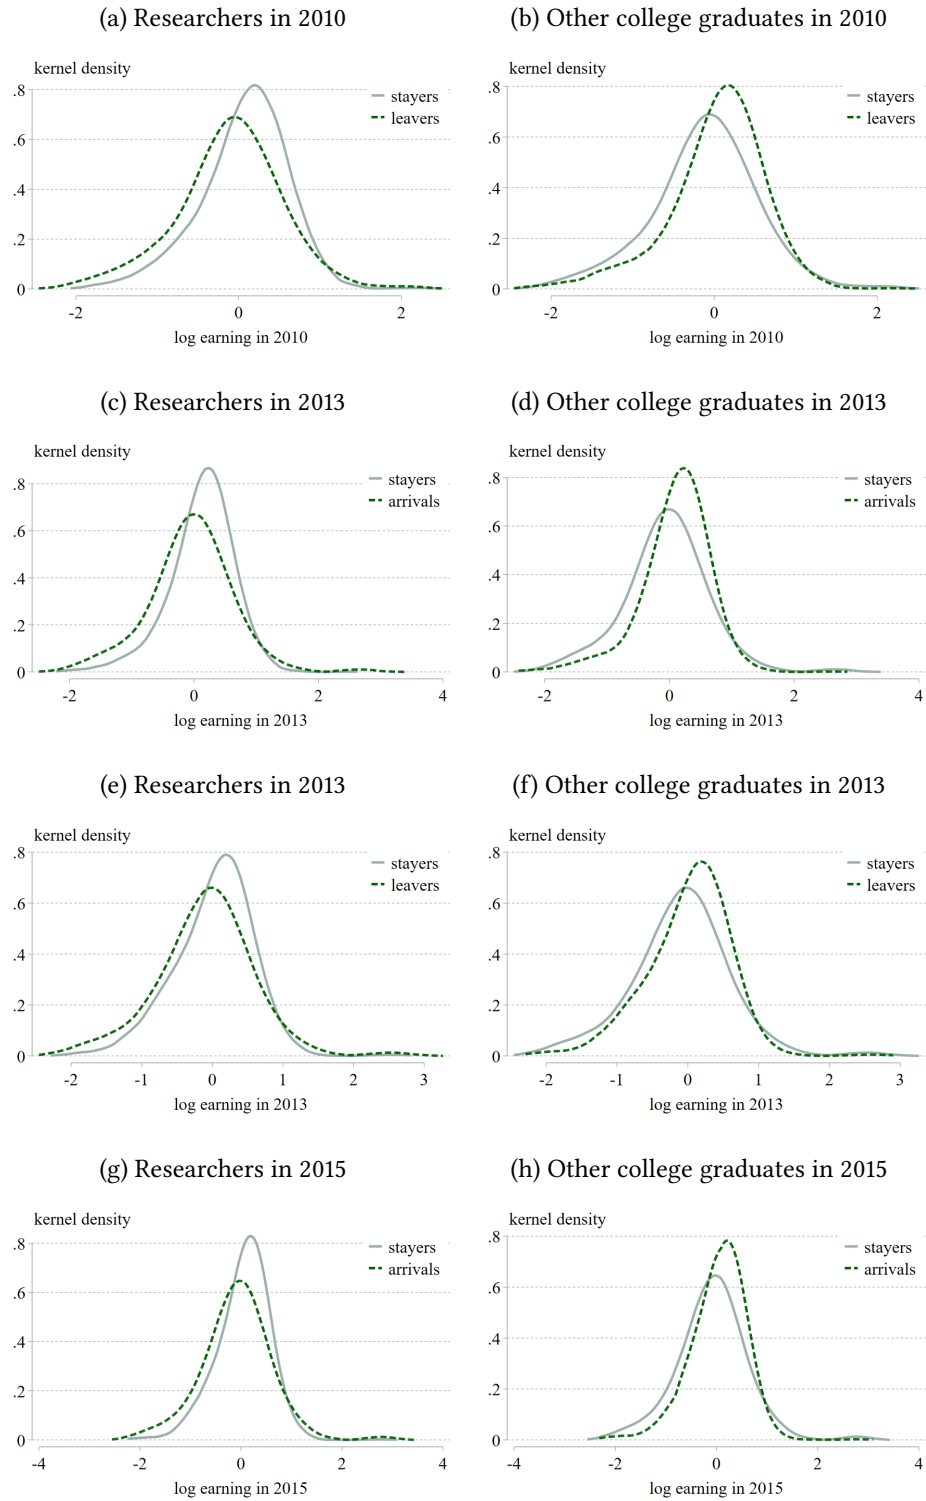 (a) Researchers in 2010
kernel density
.8
.6
.4
.2
0
stayers
leavers
-2 0 2
log earning in 2010
(b) Other college graduates in 2010
kernel density
.8
.6
.4
.2
0
stayers
leavers
-2 0 2
log earning in 2010
(c) Researchers in 2013
kernel density
.8
.6
.4
.2
0
stayers
arrivals
-2 0 2 4
log earning in 2013
(d) Other college graduates in 2013
kernel density
.8
.6
.4
.2
0
stayers
arrivals
-2 0 2 4
log earning in 2013
(e) Researchers in 2013
kernel density
.8
.6
.4
.2
0
stayers
leavers
-2 -1 0 1 2 3
log earning in 2013
(f) Other college graduates in 2013
kernel density
.8
.6
.4
.2
0
stayers
leavers
-2 -1 0 1 2 3
log earning in 2013
(g) Researchers in 2015
kernel density
.8
.6
.4
.2
0
stayers
arrivals
-4 -2 0 2 4
log earning in 2015
(h) Other college graduates in 2015
kernel density
.8
.6
.4
.2
0
stayers
arrivals
-4 -2 0 2 4
log earning in 2015